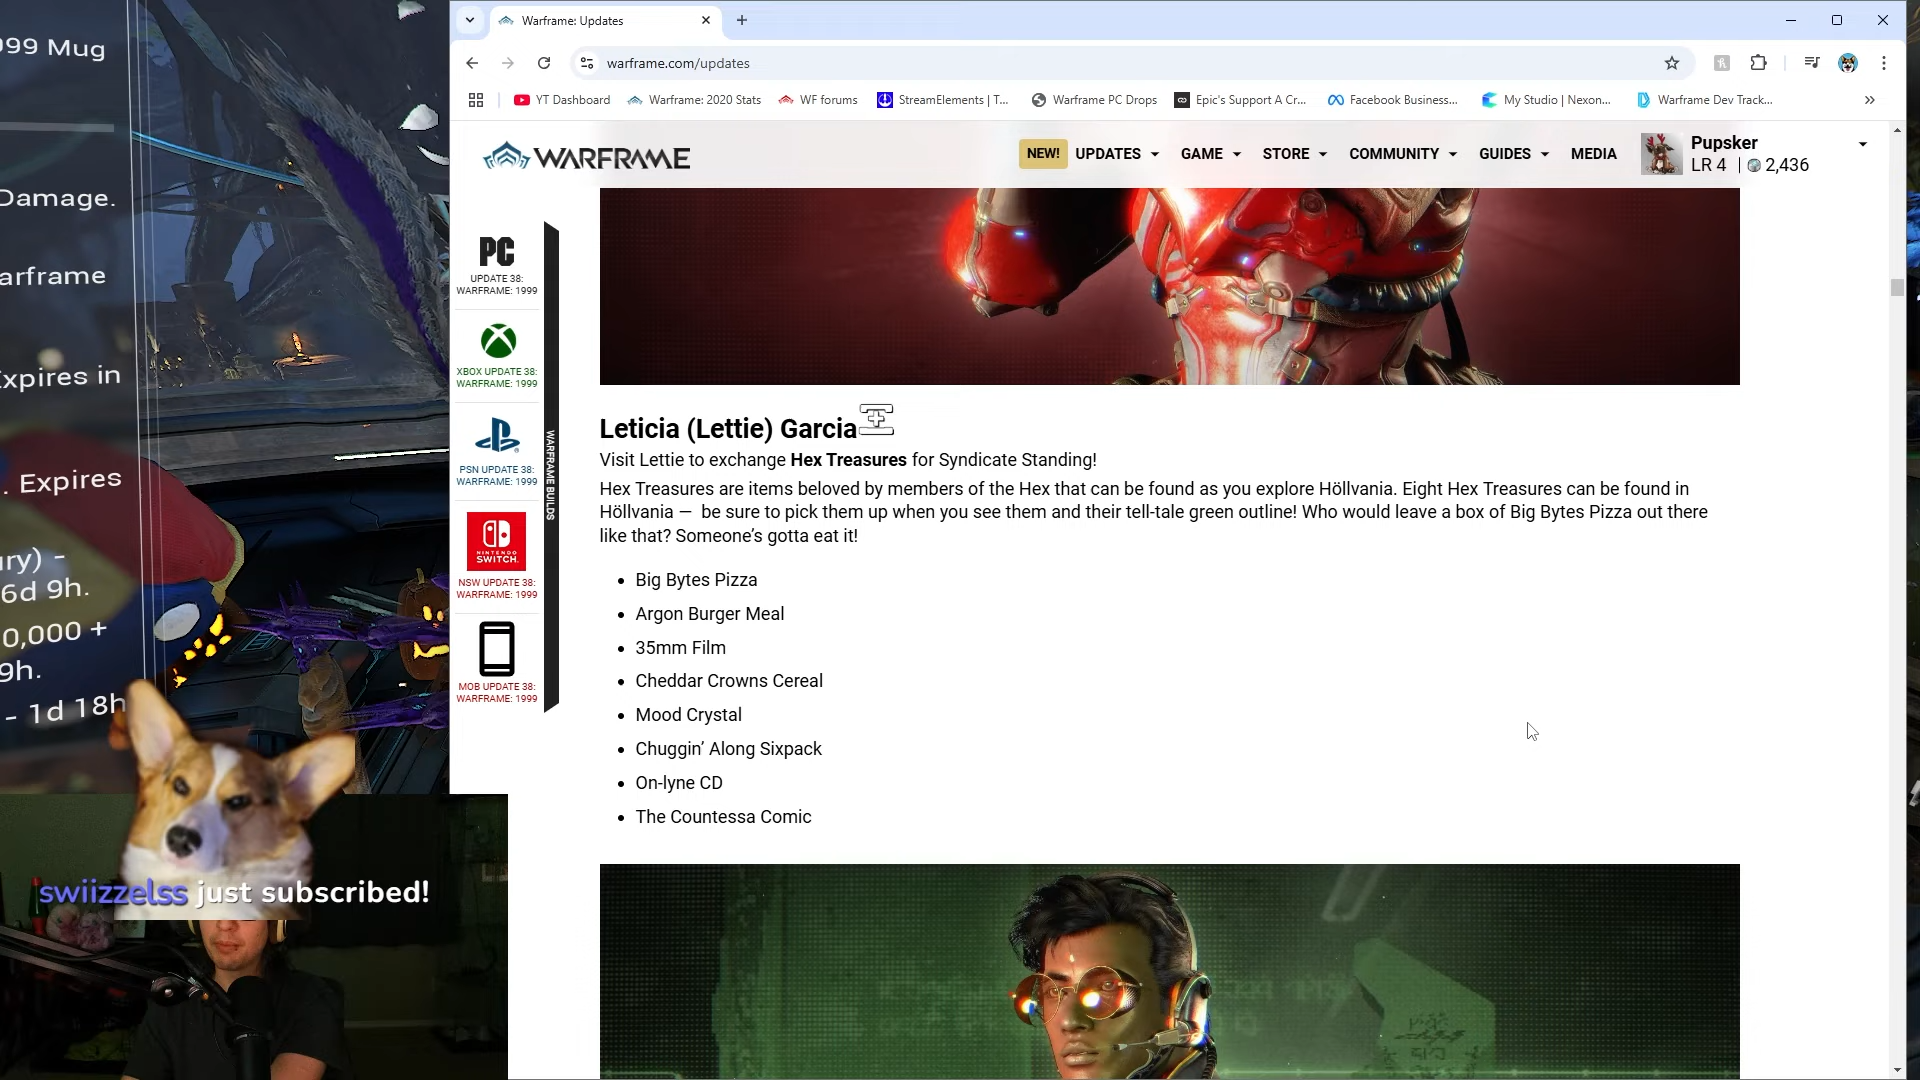 Warframe: Updates
warframe.com/updates
YT Dashboard
Warframe: 2020 Stats
WF forums
StreamElements | T...
Warframe PC Drops
Epic's Support A Cr...
Facebook Business...
My Studio | Nexon...
Warframe Dev Track...
WARFRAME
NEW!
UPDATES
GAME
STORE
COMMUNITY
GUIDES
MEDIA
Pupsker
LR 4 | 2,436
PC
UPDATE 38:
WARFRAME: 1999
XBOX UPDATE 38:
WARFRAME: 1999
PSN UPDATE 38:
WARFRAME: 1999
NINTENDO
SWITCH.
NSW UPDATE 38:
WARFRAME: 1999
MOB UPDATE 38:
WARFRAME: 1999
WARFRAME BUILDS
Leticia (Lettie) Garcia
Visit Lettie to exchange Hex Treasures for Syndicate Standing!
Hex Treasures are items beloved by members of the Hex that can be found as you explore Höllvania. Eight Hex Treasures can be found in
Höllvania — be sure to pick them up when you see them and their tell-tale green outline! Who would leave a box of Big Bytes Pizza out there
like that? Someone’s gotta eat it!
• Big Bytes Pizza
• Argon Burger Meal
• 35mm Film
• Cheddar Crowns Cereal
• Mood Crystal
• Chuggin’ Along Sixpack
• On-lyne CD
• The Countessa Comic
99 Mug
Damage.
arframe
Expires in
. Expires
ry) -
6d 9h.
0,000 +
9h.
- 1d 18h
swiizzelss just subscribed!